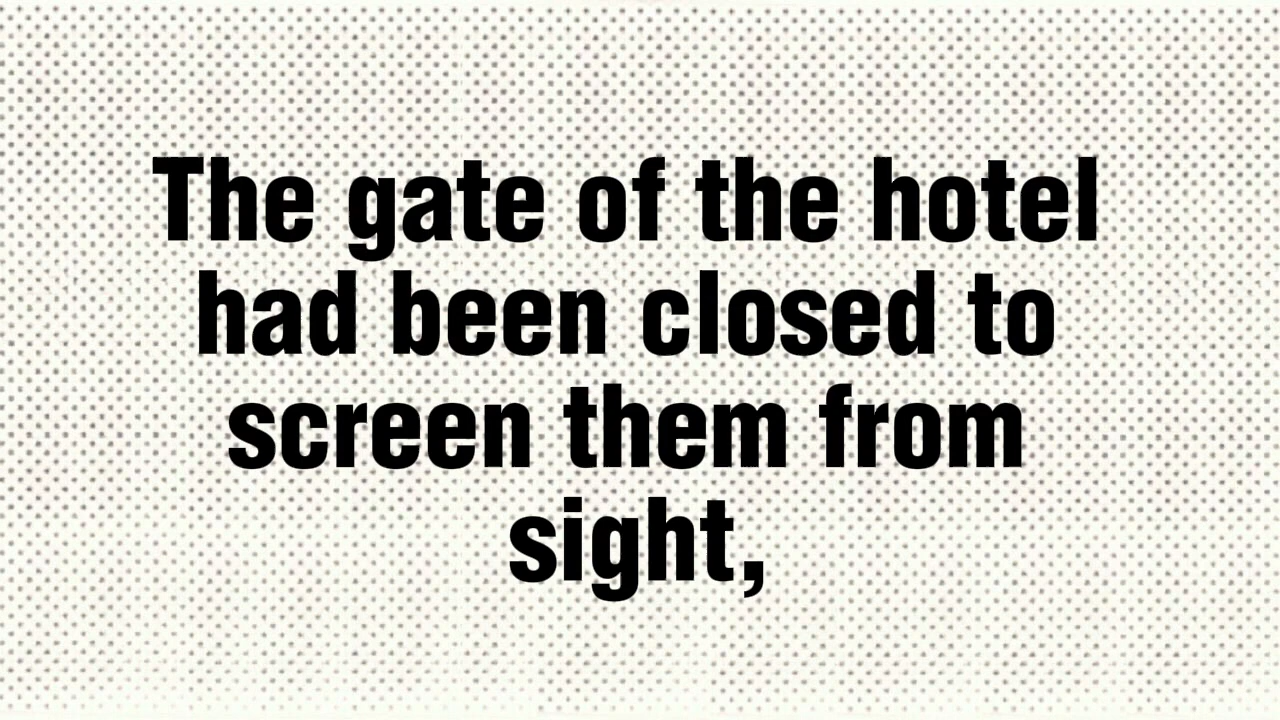 The gate of the hotel
had been closed to
screen them from
sight,